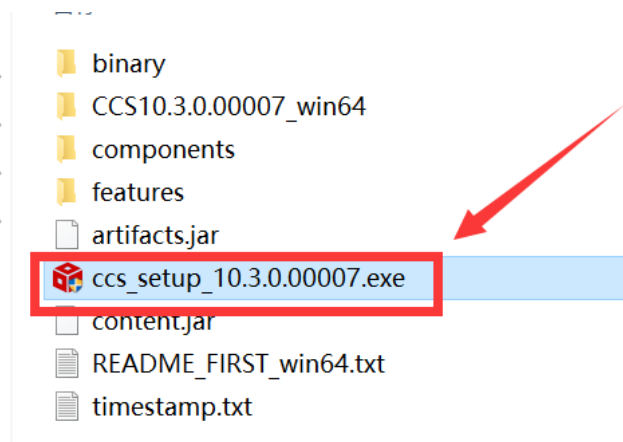 binary
CCS10.3.0.00007_win64
components
features
artifacts.jar
ccs_setup_10.3.0.00007.exe
content.jar
README_FIRST_win64.txt
timestamp.txt